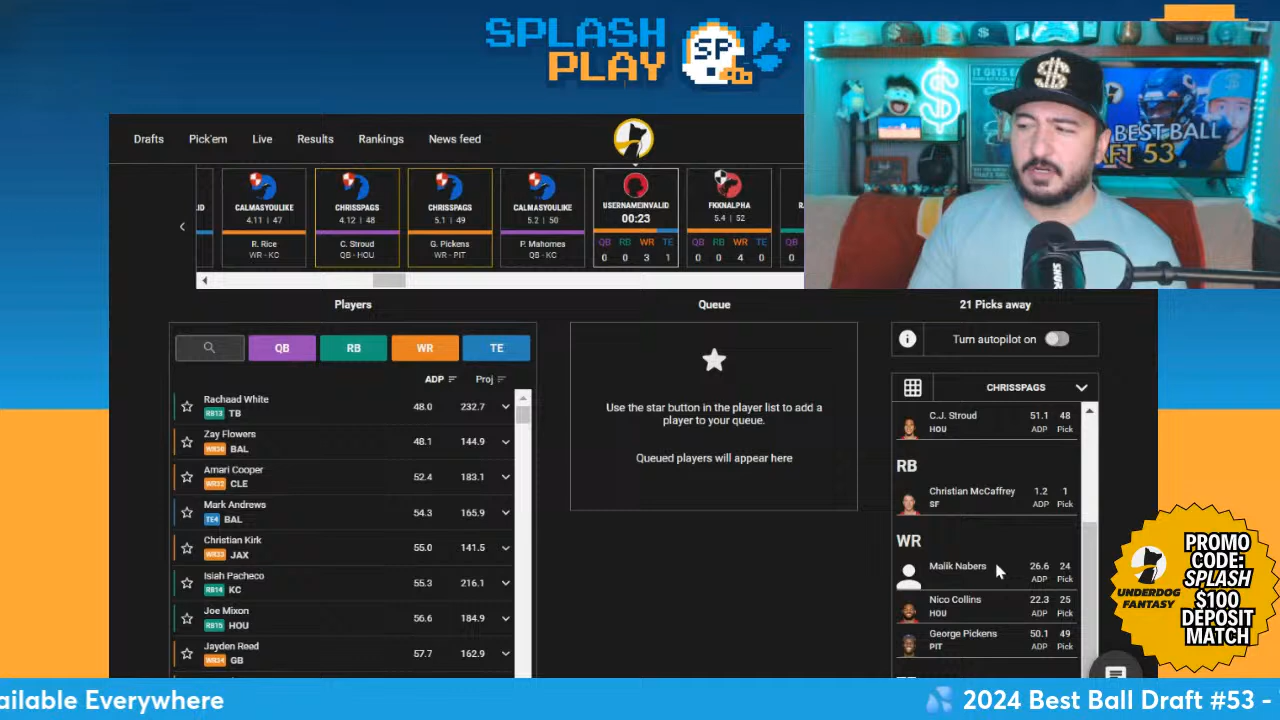 SPLASH
PLAY
SP
IT GETS
BEST BALL
AFT 53
Drafts Pick'em Live Results Rankings News feed
CALMASYOULIKE
4.11 | 47
R. Rice
WR - KC
CHRISSPAGS
4.12 | 48
C. Stroud
QB - HOU
CHRISSPAGS
5.1 | 49
G. Pickens
WR - PIT
CALMASYOULIKE
5.2 | 50
P. Mahomes
QB - KC
USERNAMEINVALID
00:23
QB RB WR TE
0 0 3 1
FKKNALPHA
5.4 | 52
QB RB WR TE
0 0 4 0
QB
0
Players
QB RB WR TE
ADP Proj
Rachaad White
RB13 TB
48.0 232.7
Zay Flowers
BAL
48.1 144.9
Amari Cooper
CLE
52.4 183.1
Mark Andrews
TE4 BAL
54.3 165.9
Christian Kirk
WR33 JAX
55.0 141.5
Isiah Pacheco
RB14 KC
55.3 216.1
Joe Mixon
RB15 HOU
56.6 184.9
Jayden Reed
WR34 GB
57.7 162.9
Queue
Use the star button in the player list to add a
player to your queue.
Queued players will appear here
21 Picks away
Turn autopilot on
CHRISSPAGS
C.J. Stroud 51.1 48
HOU ADP Pick
RB
Christian McCaffrey 1.2 1
SF ADP Pick
WR
Malik Nabers 26.6 24
ADP Pick
Nico Collins 22.3 25
HOU ADP Pick
George Pickens 50.1 49
PIT ADP Pick
UNDERDOG
FANTASY
PROMO
CODE:
SPLASH
$100
DEPOSIT
MATCH
ailable Everywhere
2024 Best Ball Draft #53 -